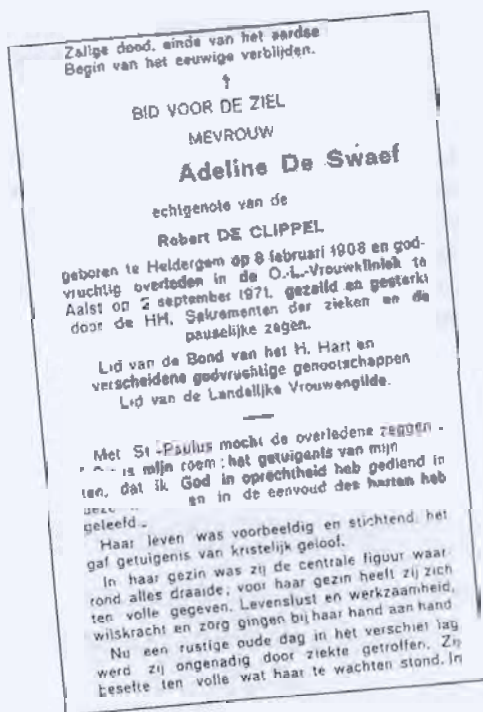 Zalige dood, einde van het aardse
Begin van het eeuwige verblijden.
†
BID VOOR DE ZIEL
MEVROUW
Adeline De Swaef
echtgenote van de
Robert DE CLIPPEL
geboren te Heldergem op 8 februari 1908 en god-
vruchtig overleden in de O.-L.-Vrouwkliniek te
Aalst op 2 september 1971, gezalfd en gesterkt
door de HH. Sakramenten der zieken en de
pauselijke zegen.
Lid van de Bond van het H. Hart en
verscheidene godvruchtige genootschappen
Lid van de Landelijke Vrouwengilde.
Met St-Paulus mocht de overledene zeggen
is mijn roem : het getuigenis van mijn
ten, dat ik God in oprechtheid heb gediend in
deze en in de eenvoud des harten heb
geleefd
Haar leven was voorbeeldig en stichtend, het
gaf getuigenis van kristelijk geloof.
In haar gezin was zij de centrale figuur waar
rond alles draaide; voor haar gezin heeft zij zich
ten volle gegeven. Levenslust en werkzaamheid,
wilskracht en zorg gingen bij haar hand aan hand
Nu een rustige oude dag in het verschiet lag
werd zij ongenadig door ziekte getroffen. Zij
besefte ten volle wat haar te wachten stond. In